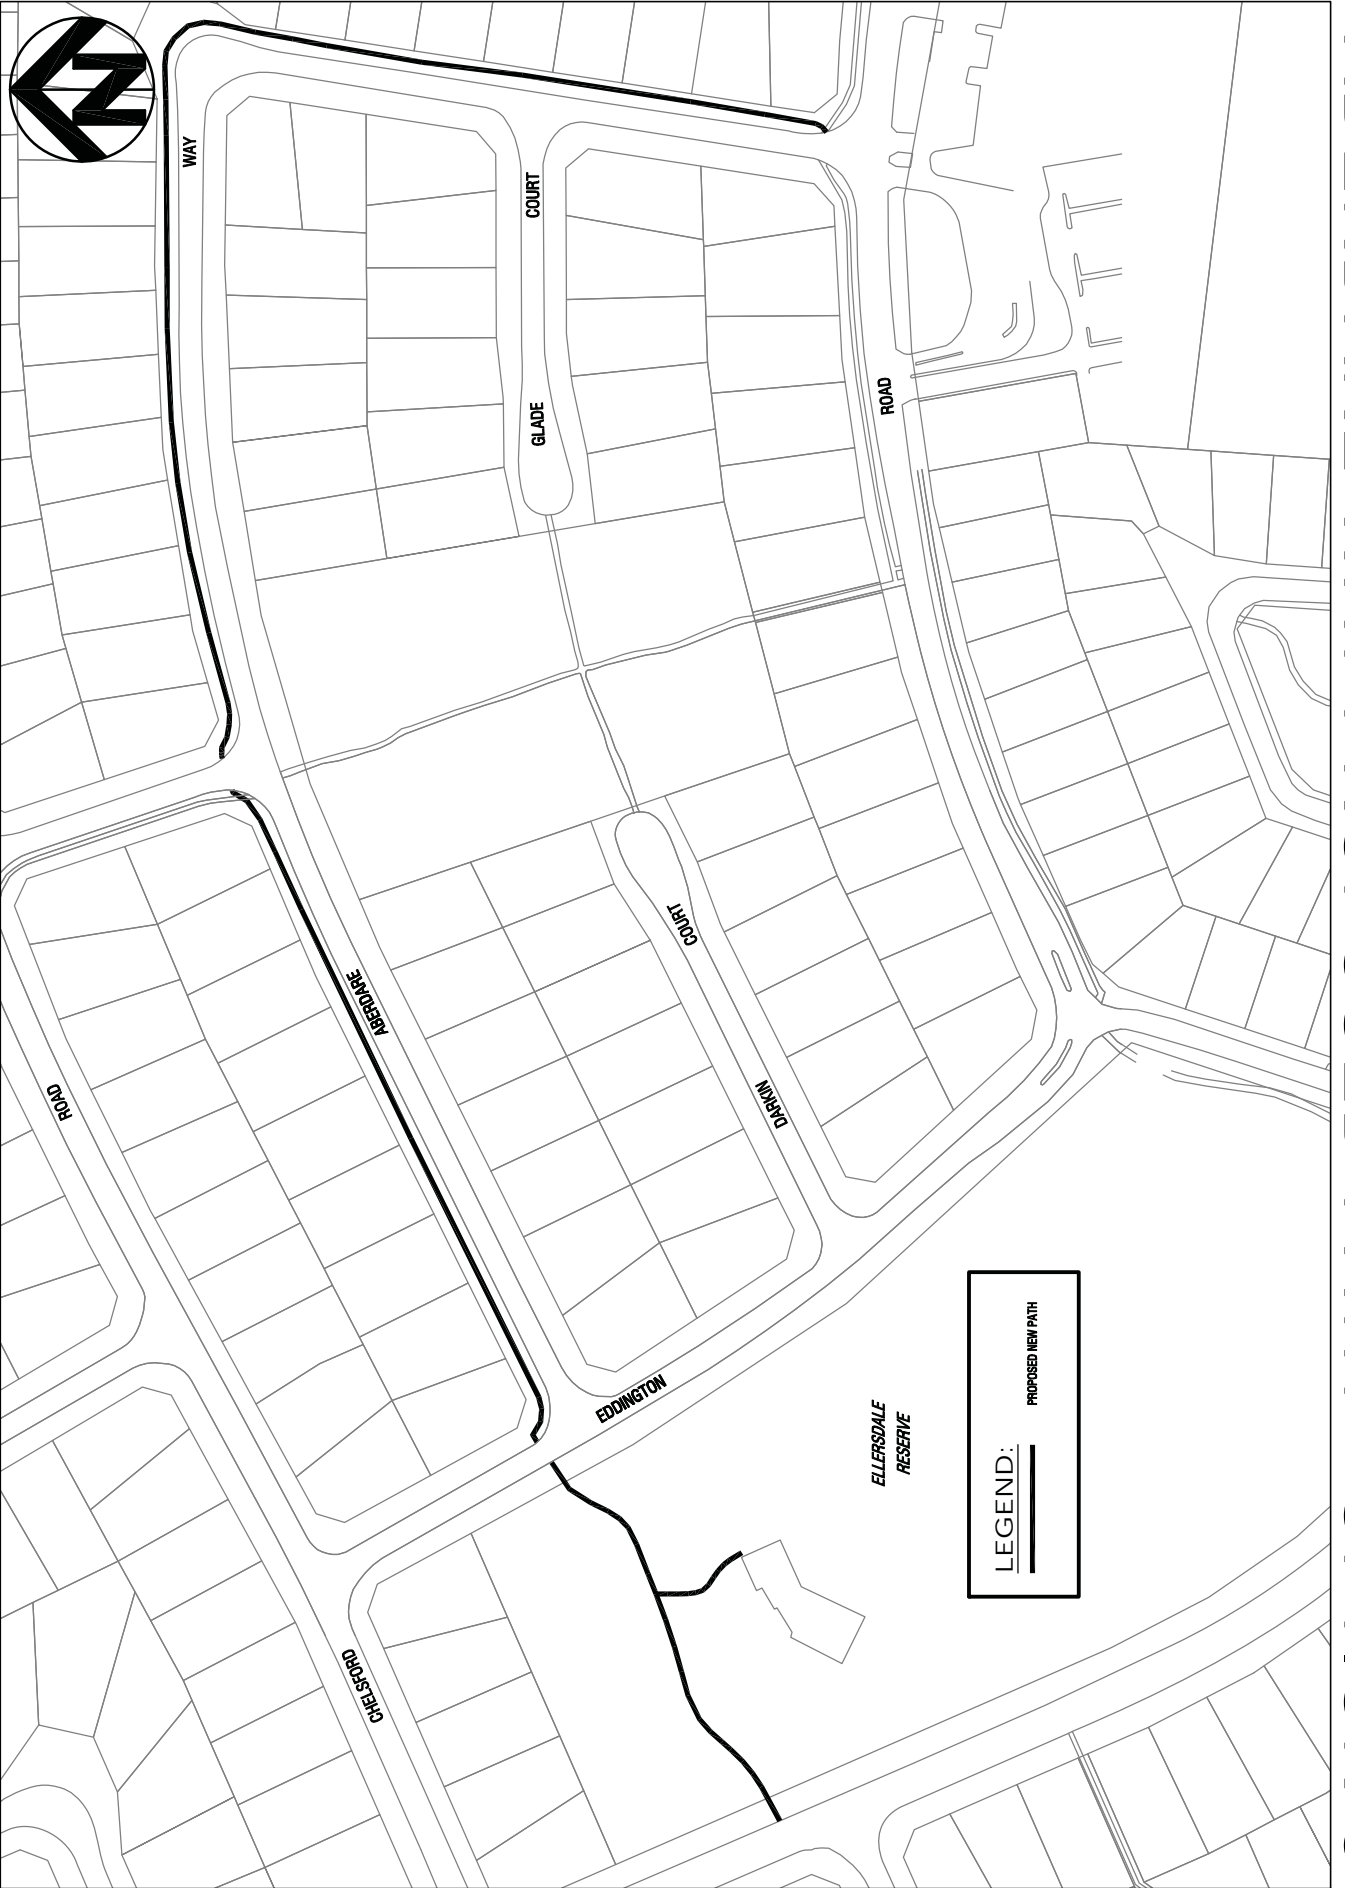 N
WAY
COURT
GLADE
ROAD
COURT
ABERDARE
DARKIN
ROAD
EDDINGTON
CHELSFORD
ELLERSDALE
RESERVE
LEGEND:
PROPOSED NEW PATH